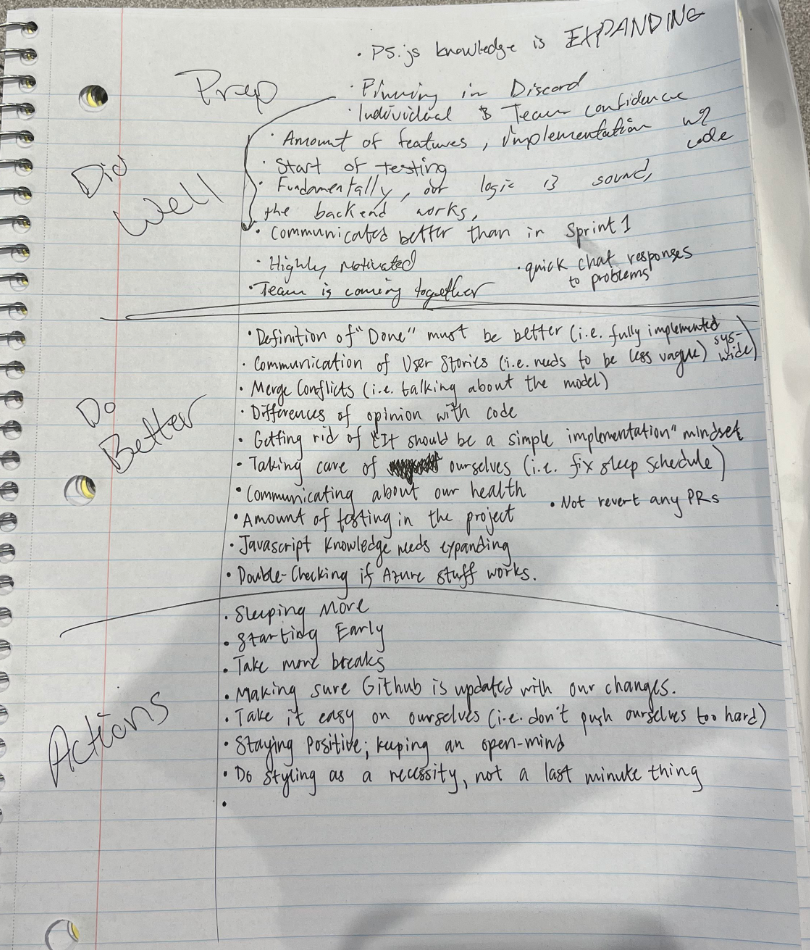 • P5.js knowledge is EXPANDING
Prep
• Pinning in Discord
• Individual & Team confidence
• Amount of features, implementation w/ code
Did Well
• Start of testing
• Fundamentally, our logic is sound,
the backend works,
• Communicated better than in Sprint 1
• Highly Motivated
• quick chat responses
to problems
• Team is coming together
• Definition of "Done" must be better (i.e. fully implemented sys-wide)
• Communication of User Stories (i.e. needs to be less vague)
• Merge Conflicts (i.e. talking about the model)
Do Better
• Differences of opinion with code
• Getting rid of "It should be a simple implementation" mindset
• Taking care of ourselves (i.e. fix sleep schedule)
• Communicating about our health
• Not revert any PRs
• Amount of testing in the project
• Javascript Knowledge needs expanding
• Double-Checking if Azure stuff works.
• Sleeping More
• Starting Early
• Take more breaks
Actions
• Making sure Github is updated with our changes.
• Take it easy on ourselves (i.e. don't push ourselves too hard)
• Staying Positive; keeping an open-mind
• Do styling as a necessity, not a last minute thing
•